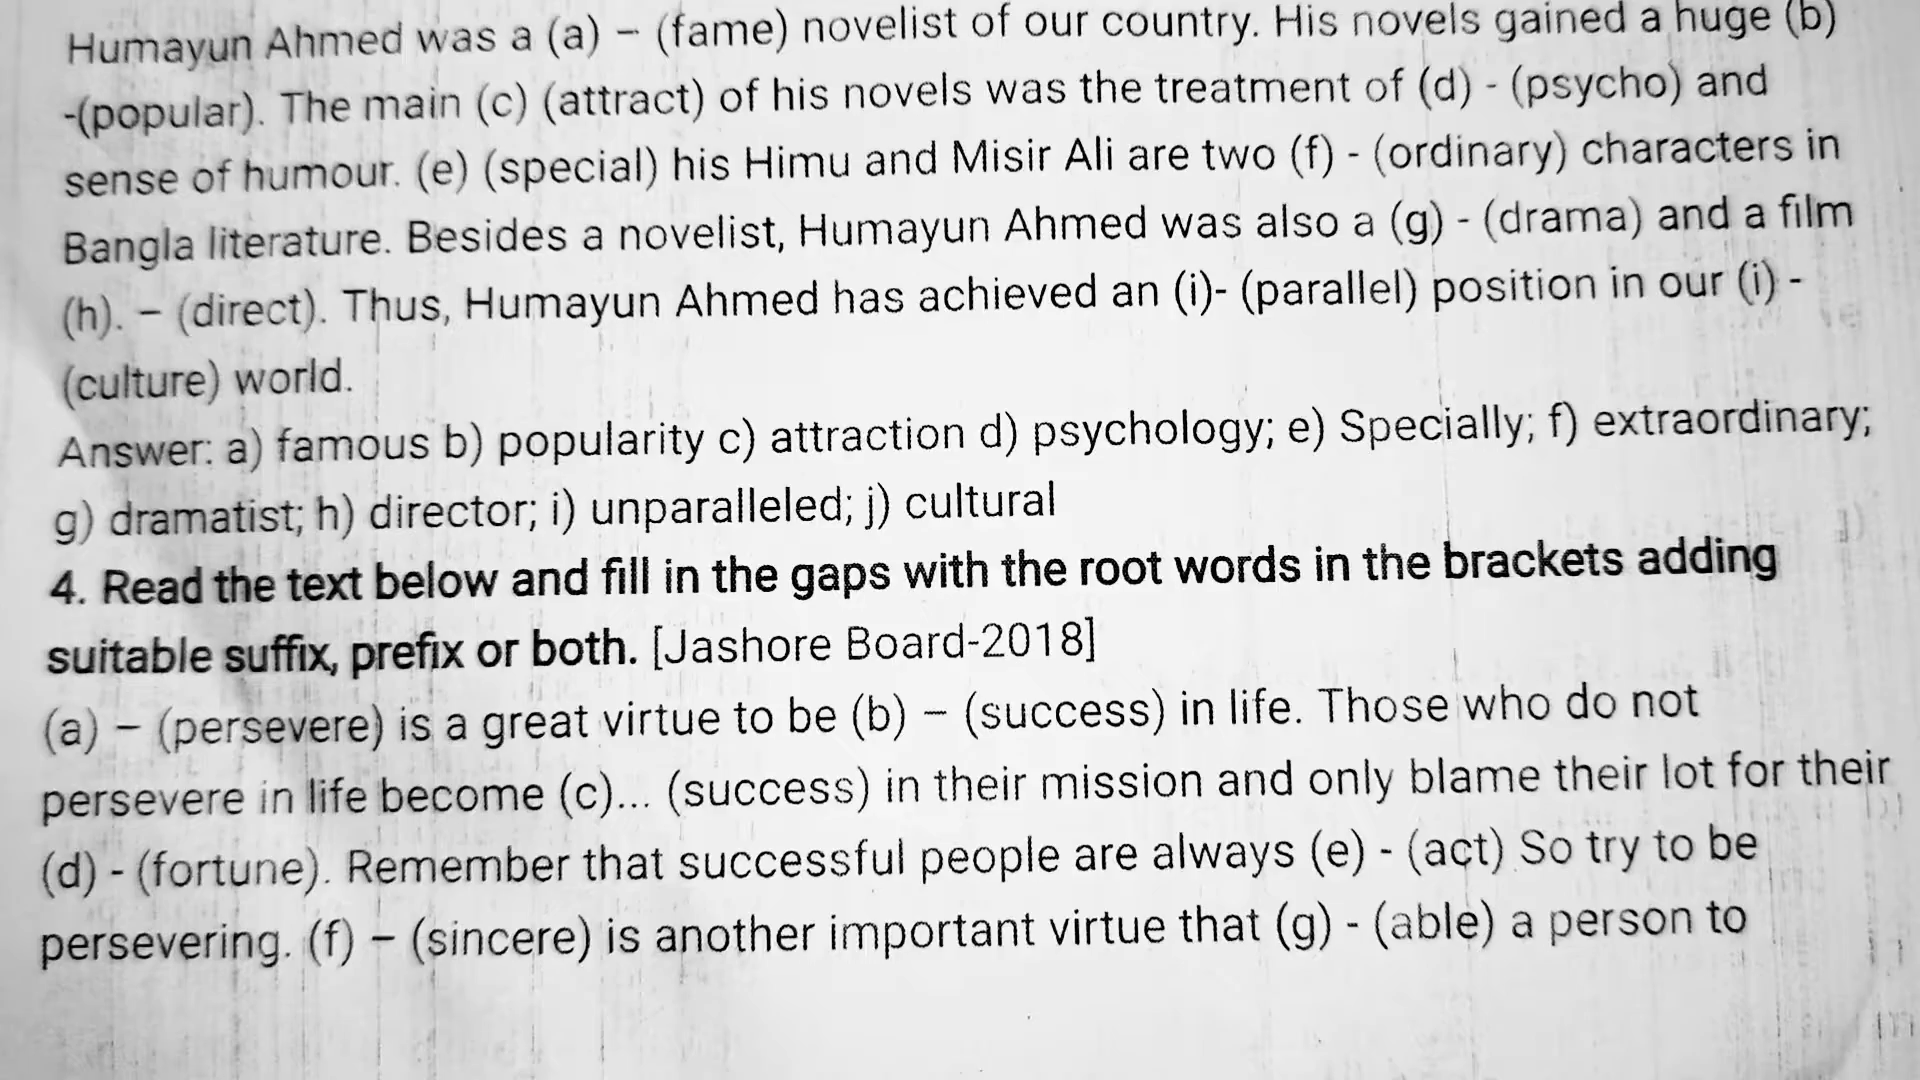 Humayun Ahmed was a (a) – (fame) novelist of our country. His novels gained a huge (b)
-(popular). The main (c) (attract) of his novels was the treatment of (d) - (psycho) and
sense of humour. (e) (special) his Himu and Misir Ali are two (f) - (ordinary) characters in
Bangla literature. Besides a novelist, Humayun Ahmed was also a (g) - (drama) and a film
(h). – (direct). Thus, Humayun Ahmed has achieved an (i)- (parallel) position in our (i) -
(culture) world.
Answer: a) famous b) popularity c) attraction d) psychology; e) Specially; f) extraordinary;
g) dramatist; h) director; i) unparalleled; j) cultural
4. Read the text below and fill in the gaps with the root words in the brackets adding
suitable suffix, prefix or both. [Jashore Board-2018]
(a) – (persevere) is a great virtue to be (b) – (success) in life. Those who do not
persevere in life become (c)... (success) in their mission and only blame their lot for their
(d) - (fortune). Remember that successful people are always (e) - (act) So try to be
persevering. (f) – (sincere) is another important virtue that (g) - (able) a person to